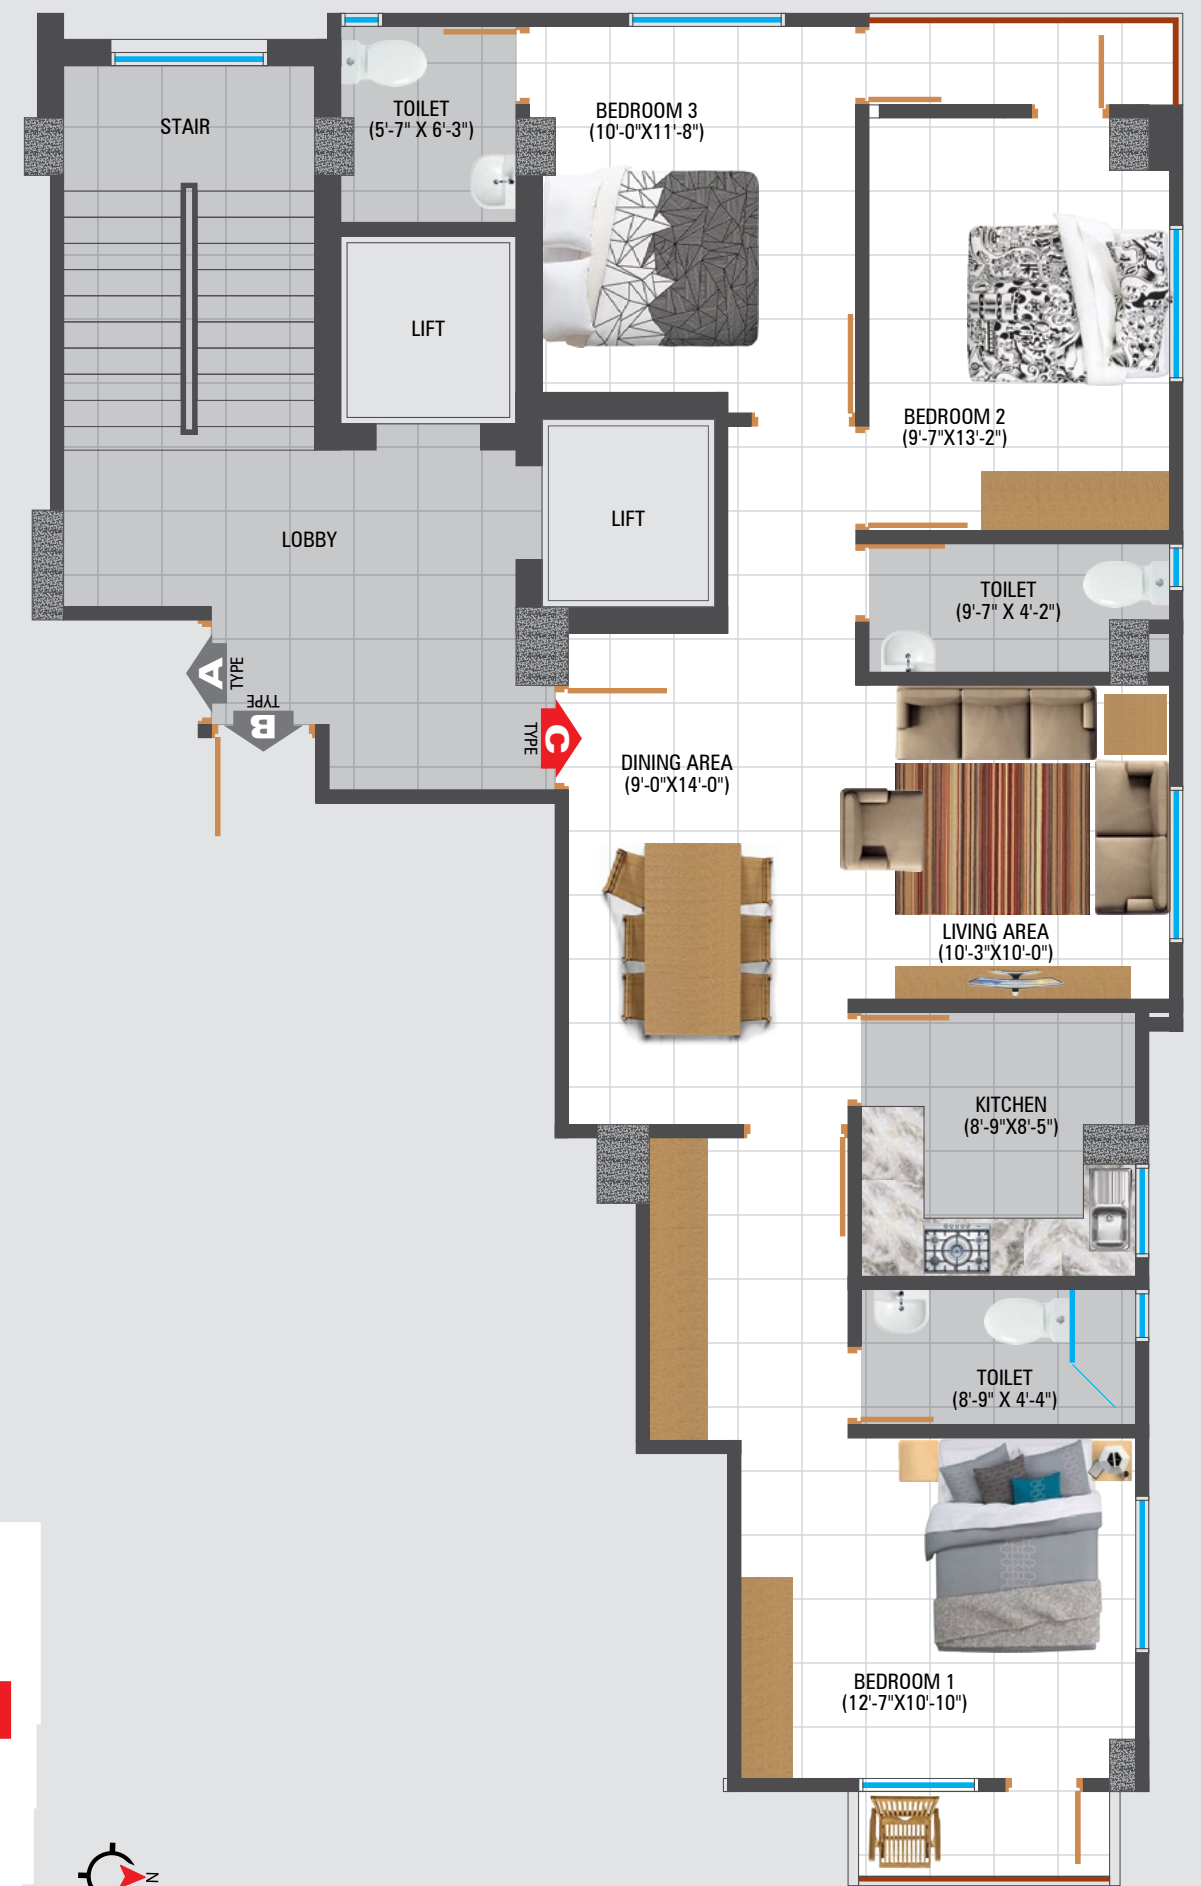 TOILET
(5'-7" X 6'-3")
BEDROOM 3
(10'-0"X11'-8")
STAIR
LIFT
BEDROOM 2
(9'-7"X13'-2")
LIFT
LOBBY
TOILET
(9'-7" X 4'-2")
A
TYPE
B
TYPE
C
TYPE
DINING AREA
(9'-0"X14'-0")
LIVING AREA
(10'-3"X10'-0")
KITCHEN
(8'-9"X8'-5")
TOILET
(8'-9" X 4'-4")
BEDROOM 1
(12'-7"X10'-10")
N